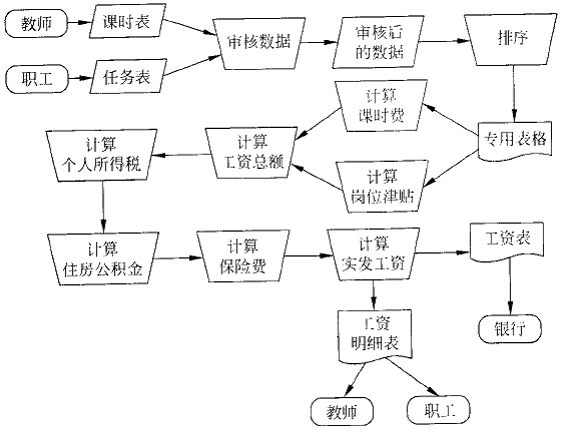 教师
课时表
审核数据
审核后
的数据
排序
职工
任务表
计算
课时费
专用表格
计算
个人所得税
计算
工资总额
计算
岗位津贴
计算
住房公积金
计算
保险费
计算
实发工资
工资表
工资
明细表
银行
教师
职工